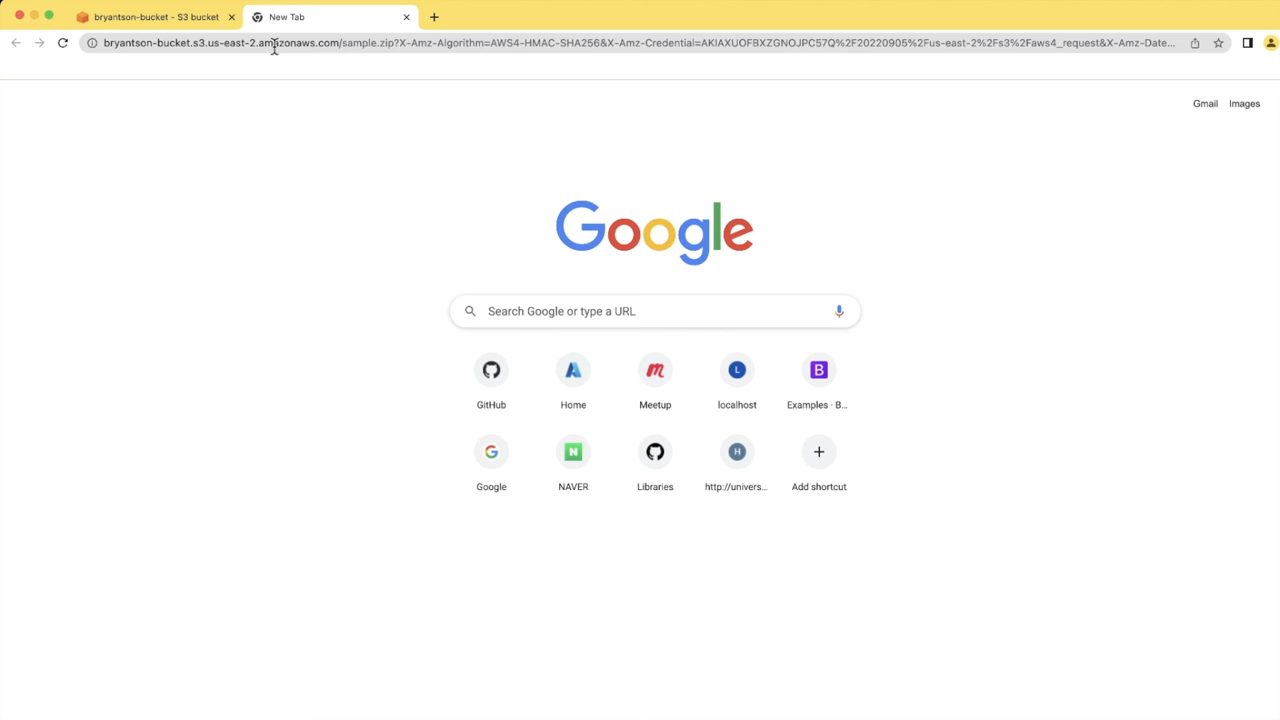 bryantson-bucket - S3 bucket
New Tab
bryantson-bucket.s3.us-east-2.amazonaws.com/sample.zip?X-Amz-Algorithm=AWS4-HMAC-SHA256&X-Amz-Credential=AKIAXUOFBXZGNOJPC57Q%2F20220905%2Fus-east-2%2Fs3%2Faws4_request&X-Amz-Date...
Gmail Images
Google
Search Google or type a URL
L
B
GitHub Home Meetup localhost Examples · B...
N
H
Google NAVER Libraries http://univers... Add shortcut